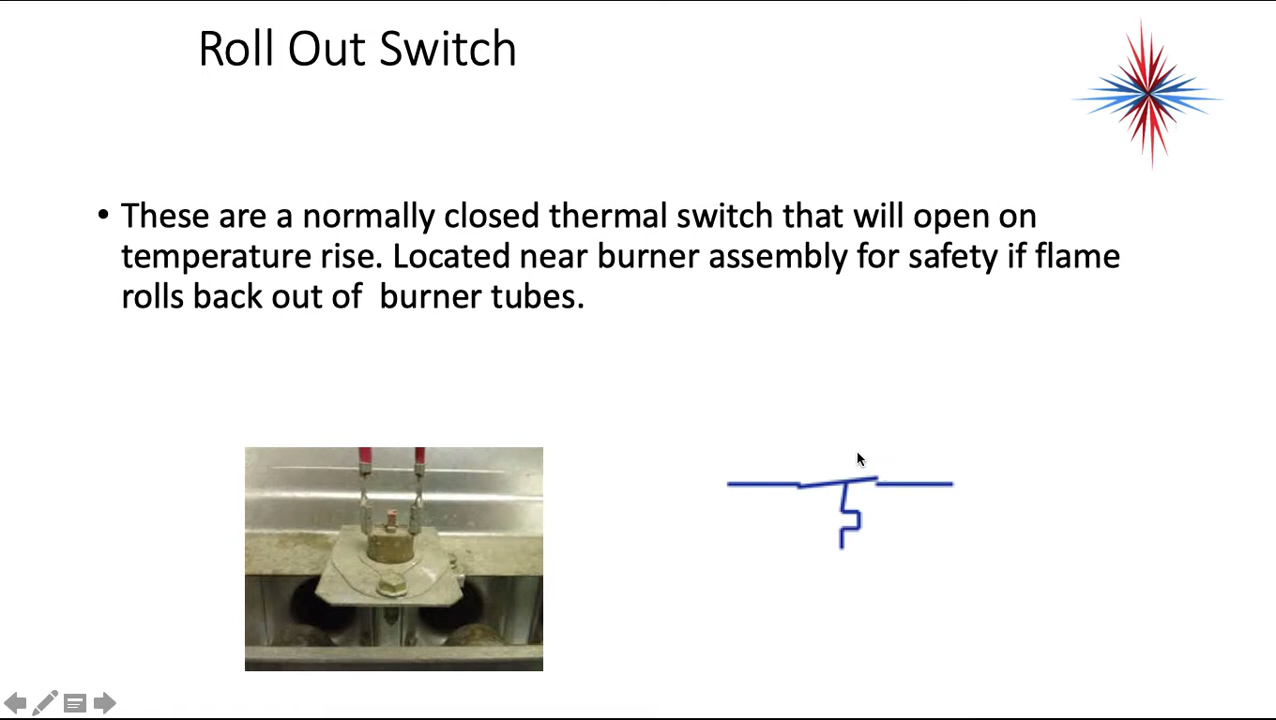 Roll Out Switch
• These are a normally closed thermal switch that will open on
temperature rise. Located near burner assembly for safety if flame
rolls back out of  burner tubes.